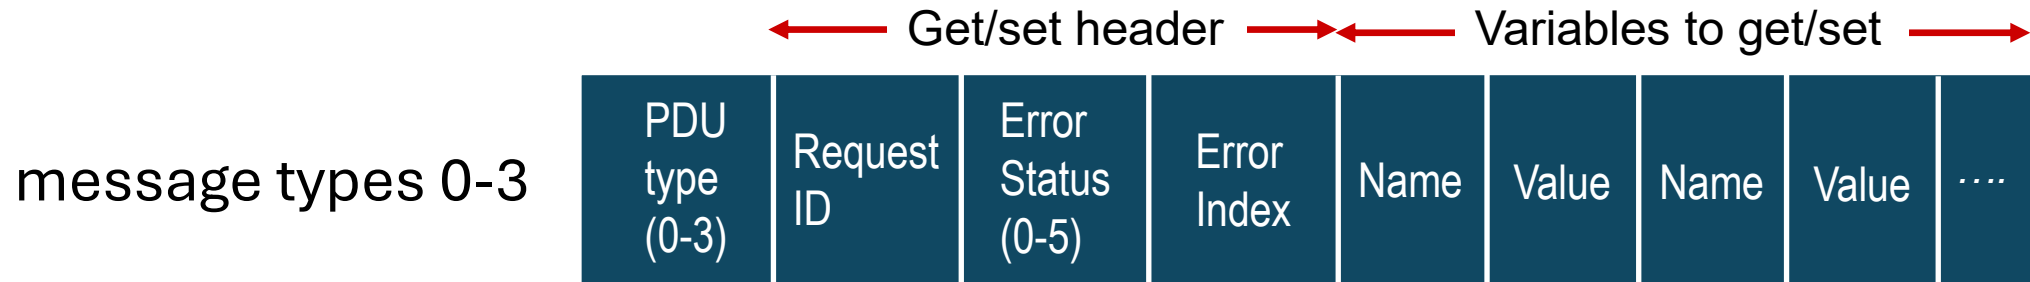 Get/set header
Variables to get/set
message types 0-3
PDU
type
(0-3)
Request
ID
Error
Status
(0-5)
Error
Index
Name
Value
Name
Value
....